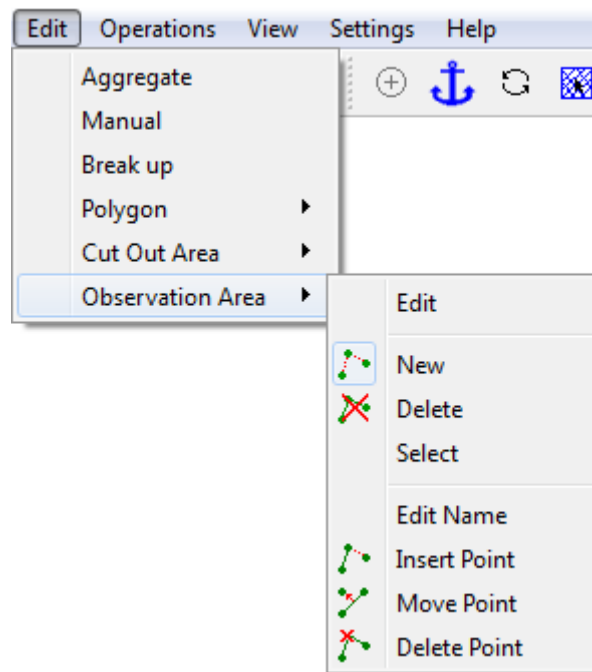 Edit Operations View Settings Help
Aggregate
Manual
Break up
Polygon
Cut Out Area
Observation Area
Edit
New
Delete
Select
Edit Name
Insert Point
Move Point
Delete Point